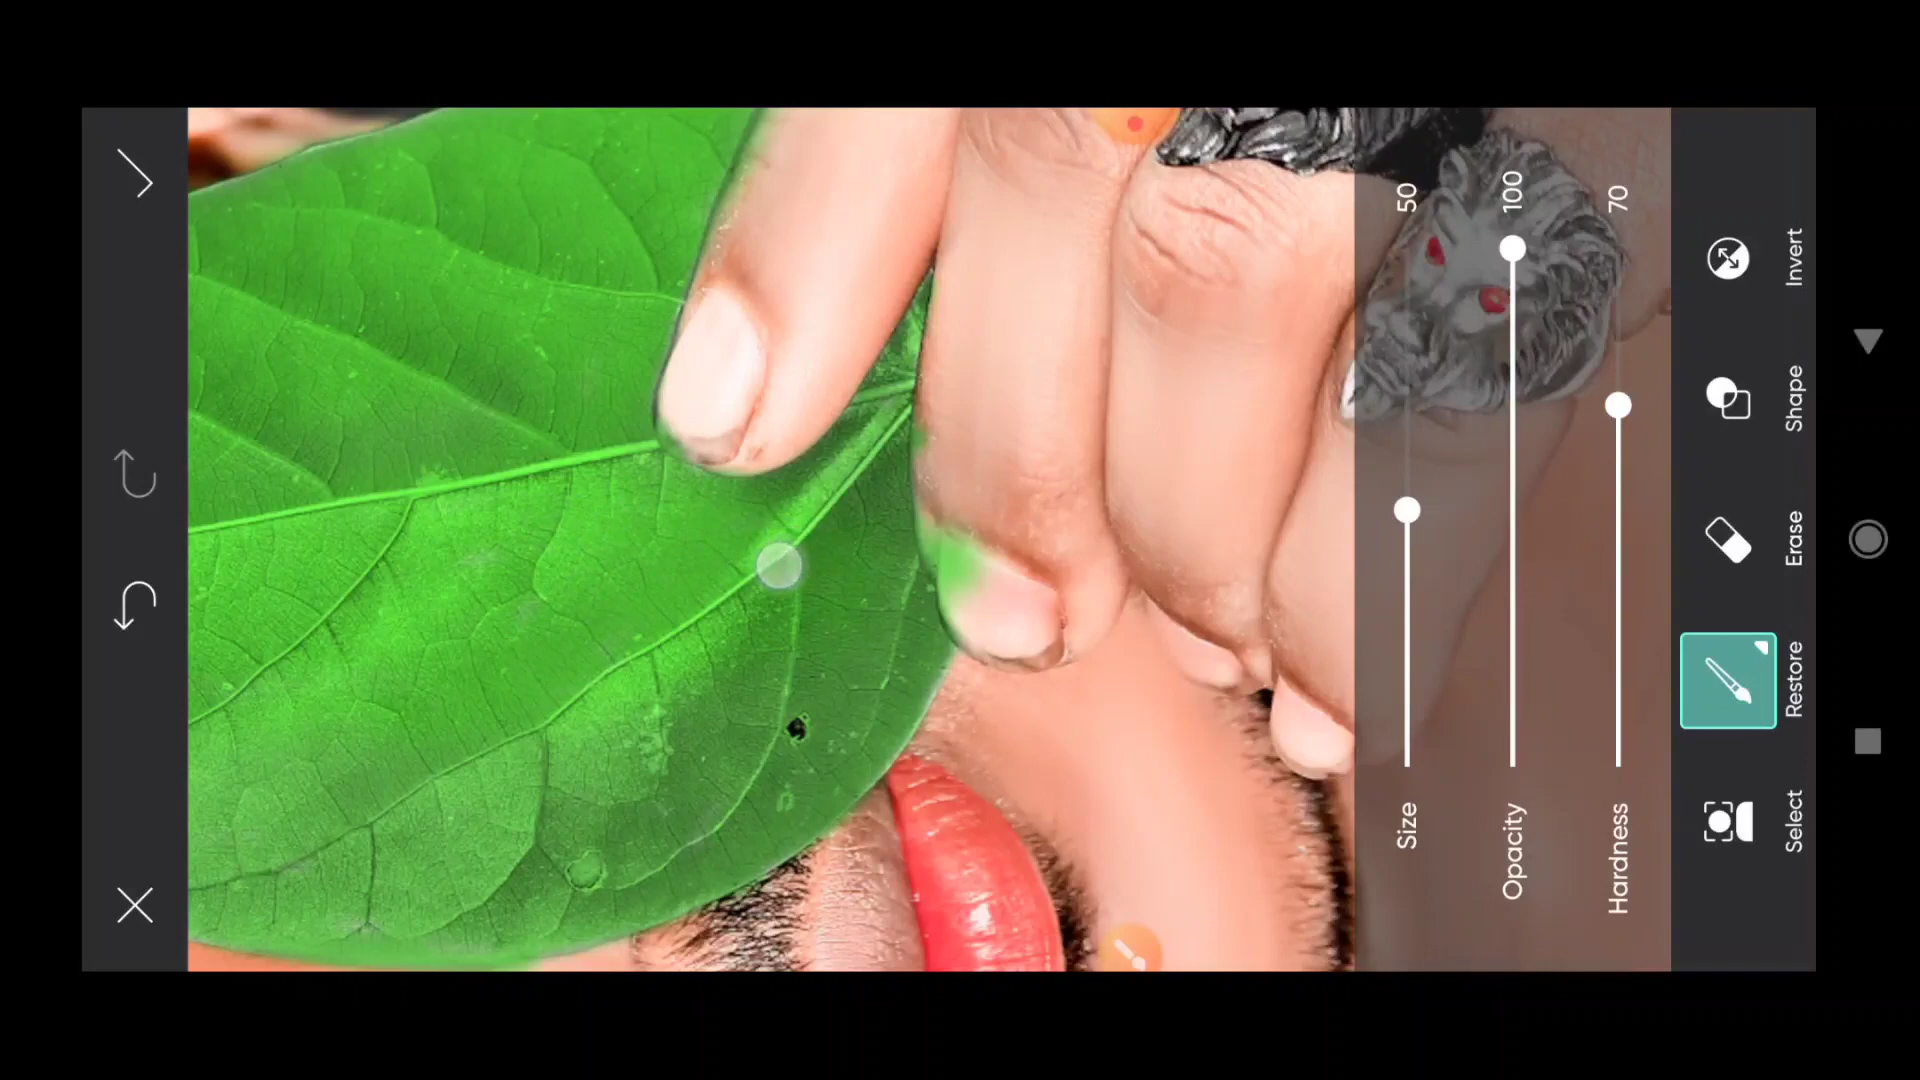 Size 50
Opacity 100
Hardness 70
Select
Restore
Erase
Shape
Invert